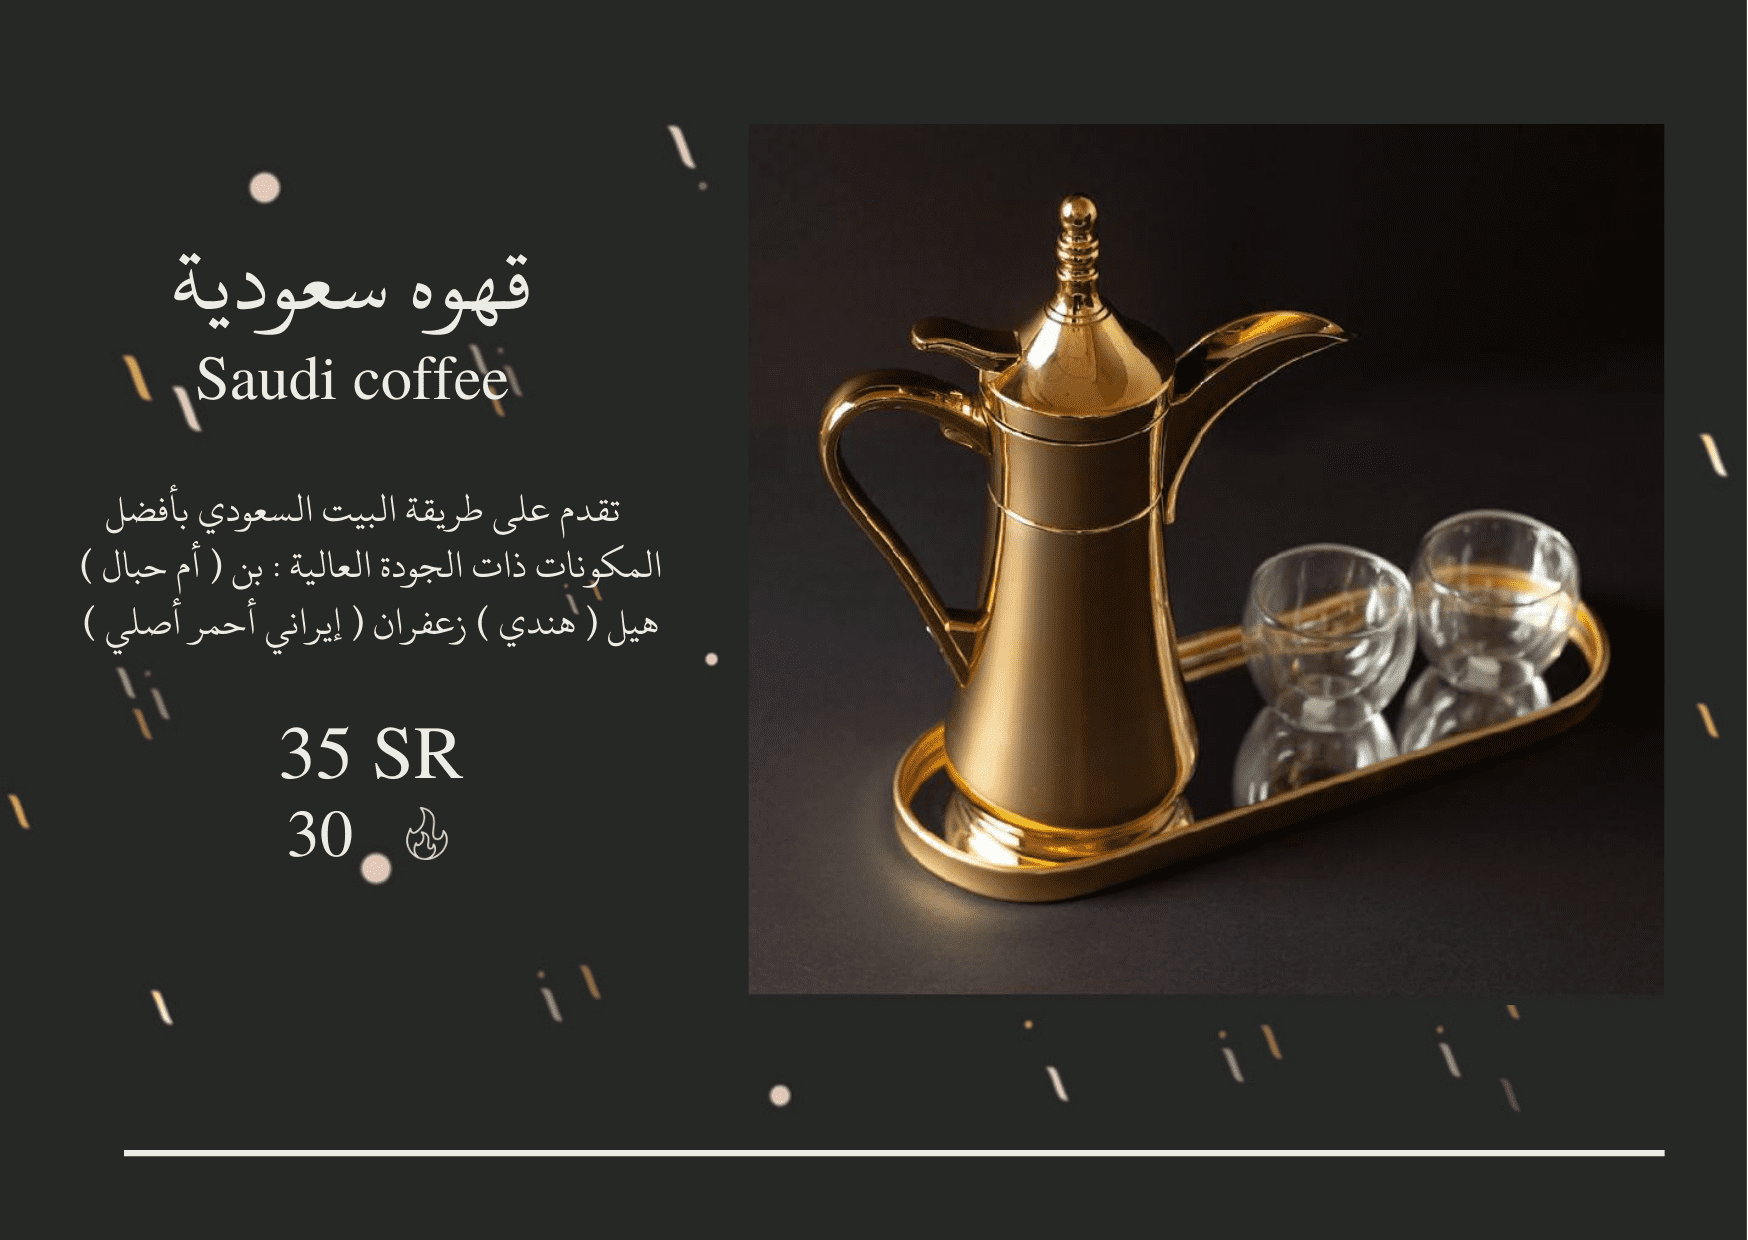 قهوه سعودية
Saudi coffee
تقدم على طريقة البيت السعودي بأفضل
المكونات ذات الجودة العالية : بن ( أم حبال )
هيل ( هندي ) زعفران ( إيراني أحمر أصلي )
35 SR
30